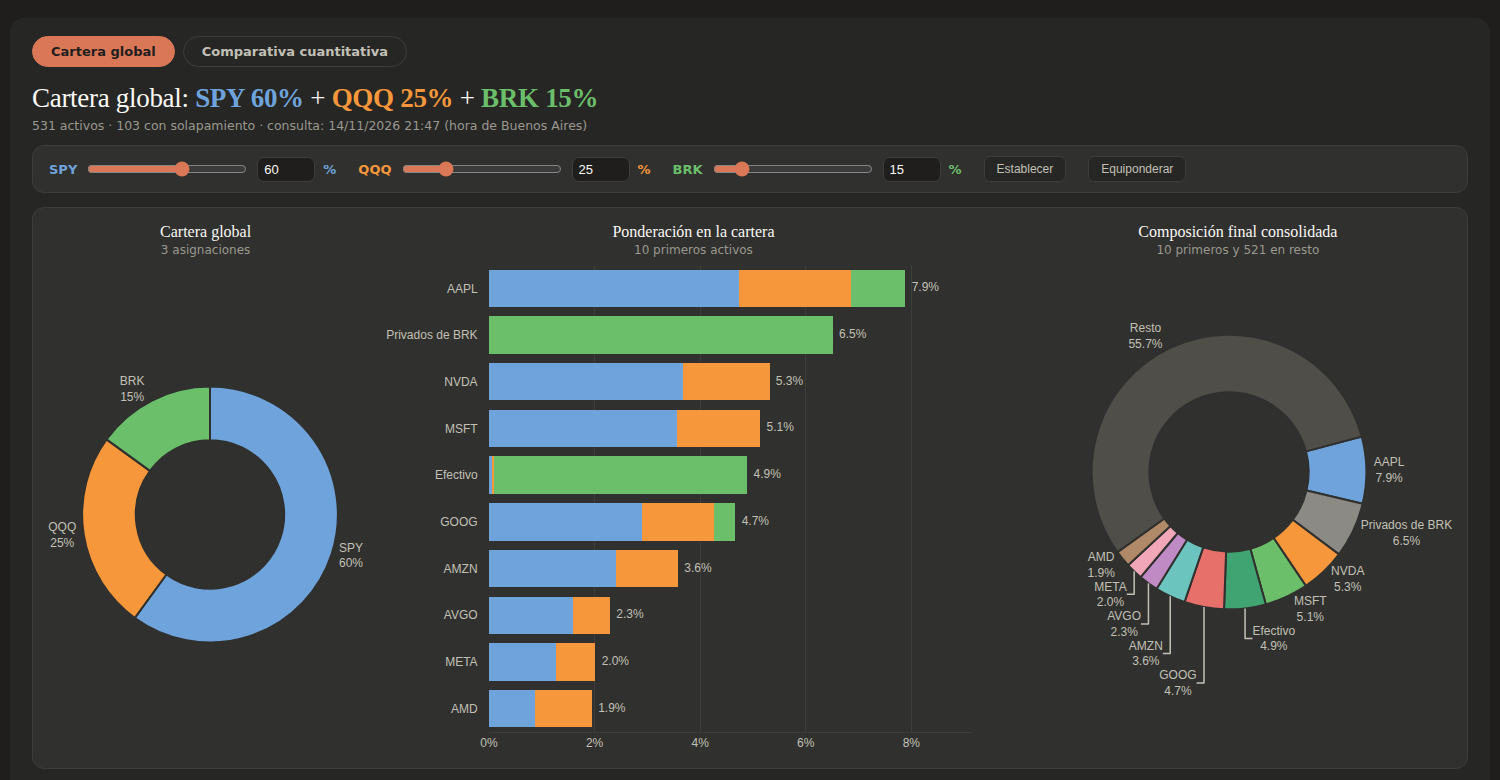 Cartera global
Comparativa cuantitativa
Cartera global: SPY 60% + QQQ 25% + BRK 15%
531 activos · 103 con solapamiento · consulta: 14/11/2026 21:47 (hora de Buenos Aires)
SPY 60 % QQQ 25 % BRK 15 % Establecer Equiponderar
Cartera global
3 asignaciones
BRK
15%
QQQ
25%
SPY
60%
Ponderación en la cartera
10 primeros activos
AAPL 7.9%
Privados de BRK 6.5%
NVDA 5.3%
MSFT 5.1%
Efectivo 4.9%
GOOG 4.7%
AMZN 3.6%
AVGO 2.3%
META 2.0%
AMD 1.9%
0% 2% 4% 6% 8%
Composición final consolidada
10 primeros y 521 en resto
Resto
55.7%
AAPL
7.9%
Privados de BRK
6.5%
NVDA
5.3%
MSFT
5.1%
Efectivo
4.9%
GOOG
4.7%
AMZN
3.6%
AVGO
2.3%
META
2.0%
AMD
1.9%